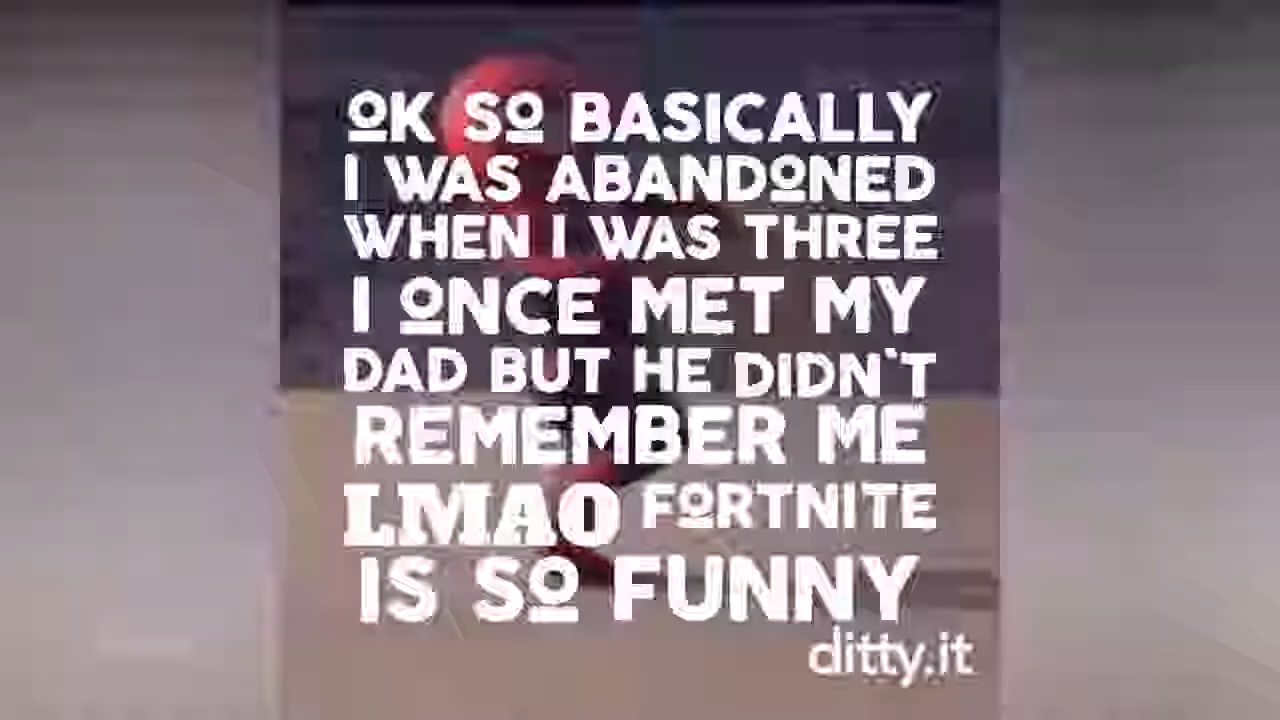 OK SO BASICALLY
I WAS ABANDONED
WHEN I WAS THREE
I ONCE MET MY
DAD BUT HE DIDN'T
REMEMBER ME
LMAO FORTNITE
IS SO FUNNY
ditty.it